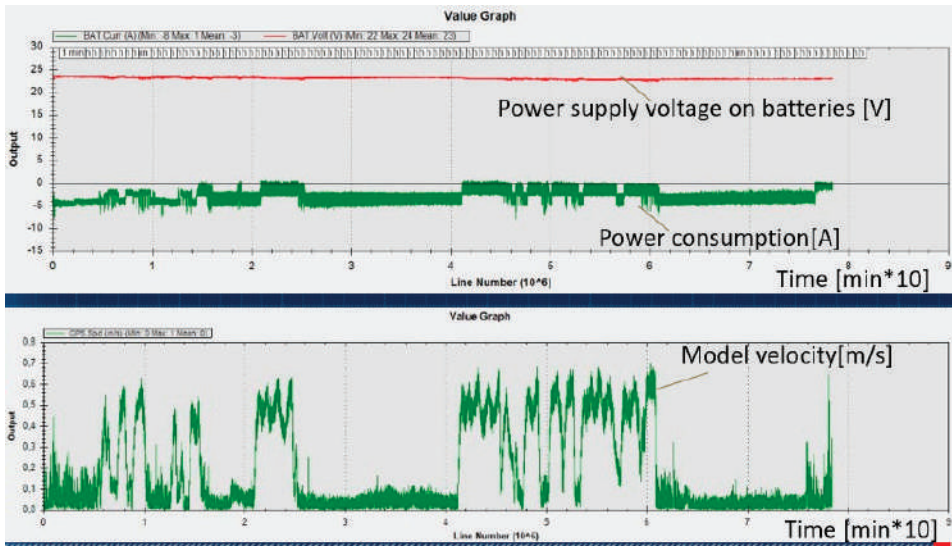 Value Graph
BAT.Curr (A) (Min: -8 Max: 1 Mean: -3) BAT.Volt (V) (Min: 22 Max: 24 Mean: 23)
30
1 min
25
20
Power supply voltage on batteries [V]
15
10
5
Output
0
-5
-10
Power consumption[A]
-15
0 1 2 3 4 5 6 7 8 9
Time [min*10]
Line Number (10^6)
Value Graph
GPS.Spd (m/s) (Min: 0 Max: 1 Mean: 0)
0,8
0,7
Model velocity[m/s]
0,6
0,5
0,4
Output
0,3
0,2
0,1
0,0
Time [min*10]
0 1 2 3 4 5 6 7 8 9
Line Number (10^6)